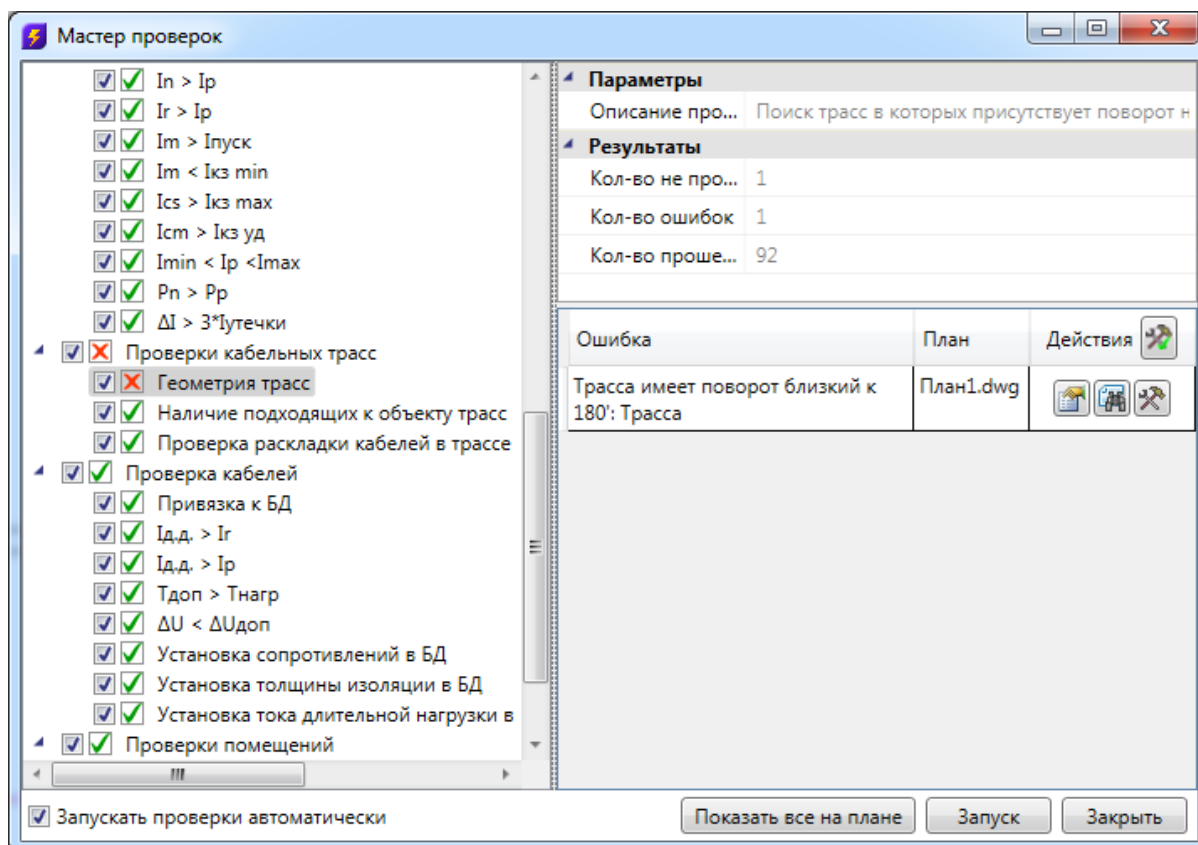 Мастер проверок
In > Ip
Ir > Ip
Im > Iпуск
Im < Iкз min
Ics > Iкз max
Icm > Iкз уд
Imin < Ip <Imax
Pn > Pp
ΔI > 3*Iутечки
Проверки кабельных трасс
Геометрия трасс
Наличие подходящих к объекту трасс
Проверка раскладки кабелей в трассе
Проверка кабелей
Привязка к БД
Iд.д. > Ir
Iд.д. > Ip
Tдоп > Tнагр
ΔU < ΔUдоп
Установка сопротивлений в БД
Установка толщины изоляции в БД
Установка тока длительной нагрузки в
Проверки помещений
Запускать проверки автоматически
Параметры
Описание про... Поиск трасс в которых присутствует поворот н
Результаты
Кол-во не про... 1
Кол-во ошибок 1
Кол-во проше... 92
Ошибка План Действия
Трасса имеет поворот близкий к План1.dwg
180': Трасса
Показать все на плане Запуск Закрыть